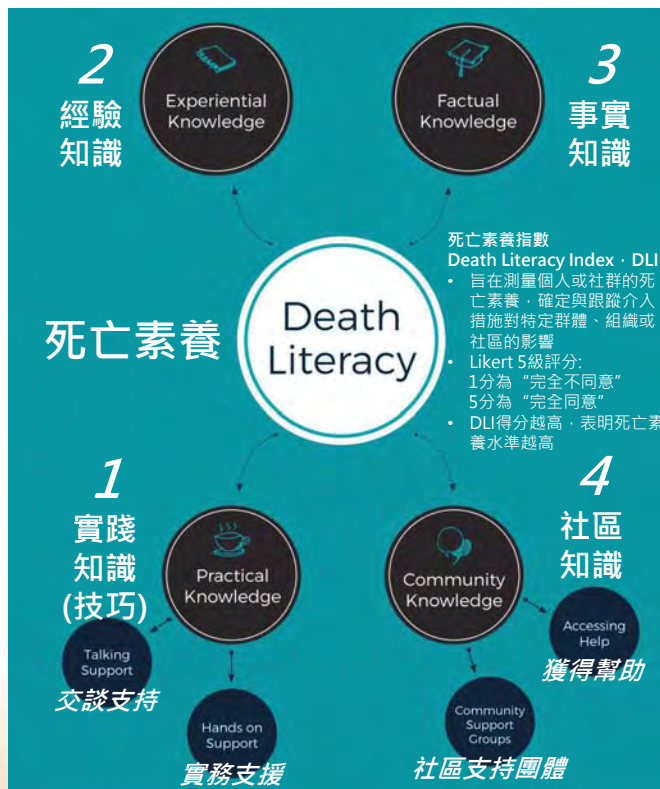 2
經驗
知識
Experiential
Knowledge
Factual
Knowledge
3
事實
知識
死亡素養
Death
Literacy
死亡素養指數
Death Literacy Index，DLI
• 旨在測量個人或社群的死
亡素養，確定與跟蹤介入
措施對特定群體、組織或
社區的影響
• Likert 5級評分:
1分為“完全不同意”
5分為“完全同意”
• DLI得分越高，表明死亡素
養水準越高
1
實踐
知識
(技巧)
Practical
Knowledge
Talking
Support
交談支持
Hands on
Support
實務支援
Community
Knowledge
4
社區
知識
Accessing
Help
獲得幫助
Community
Support
Groups
社區支持團體